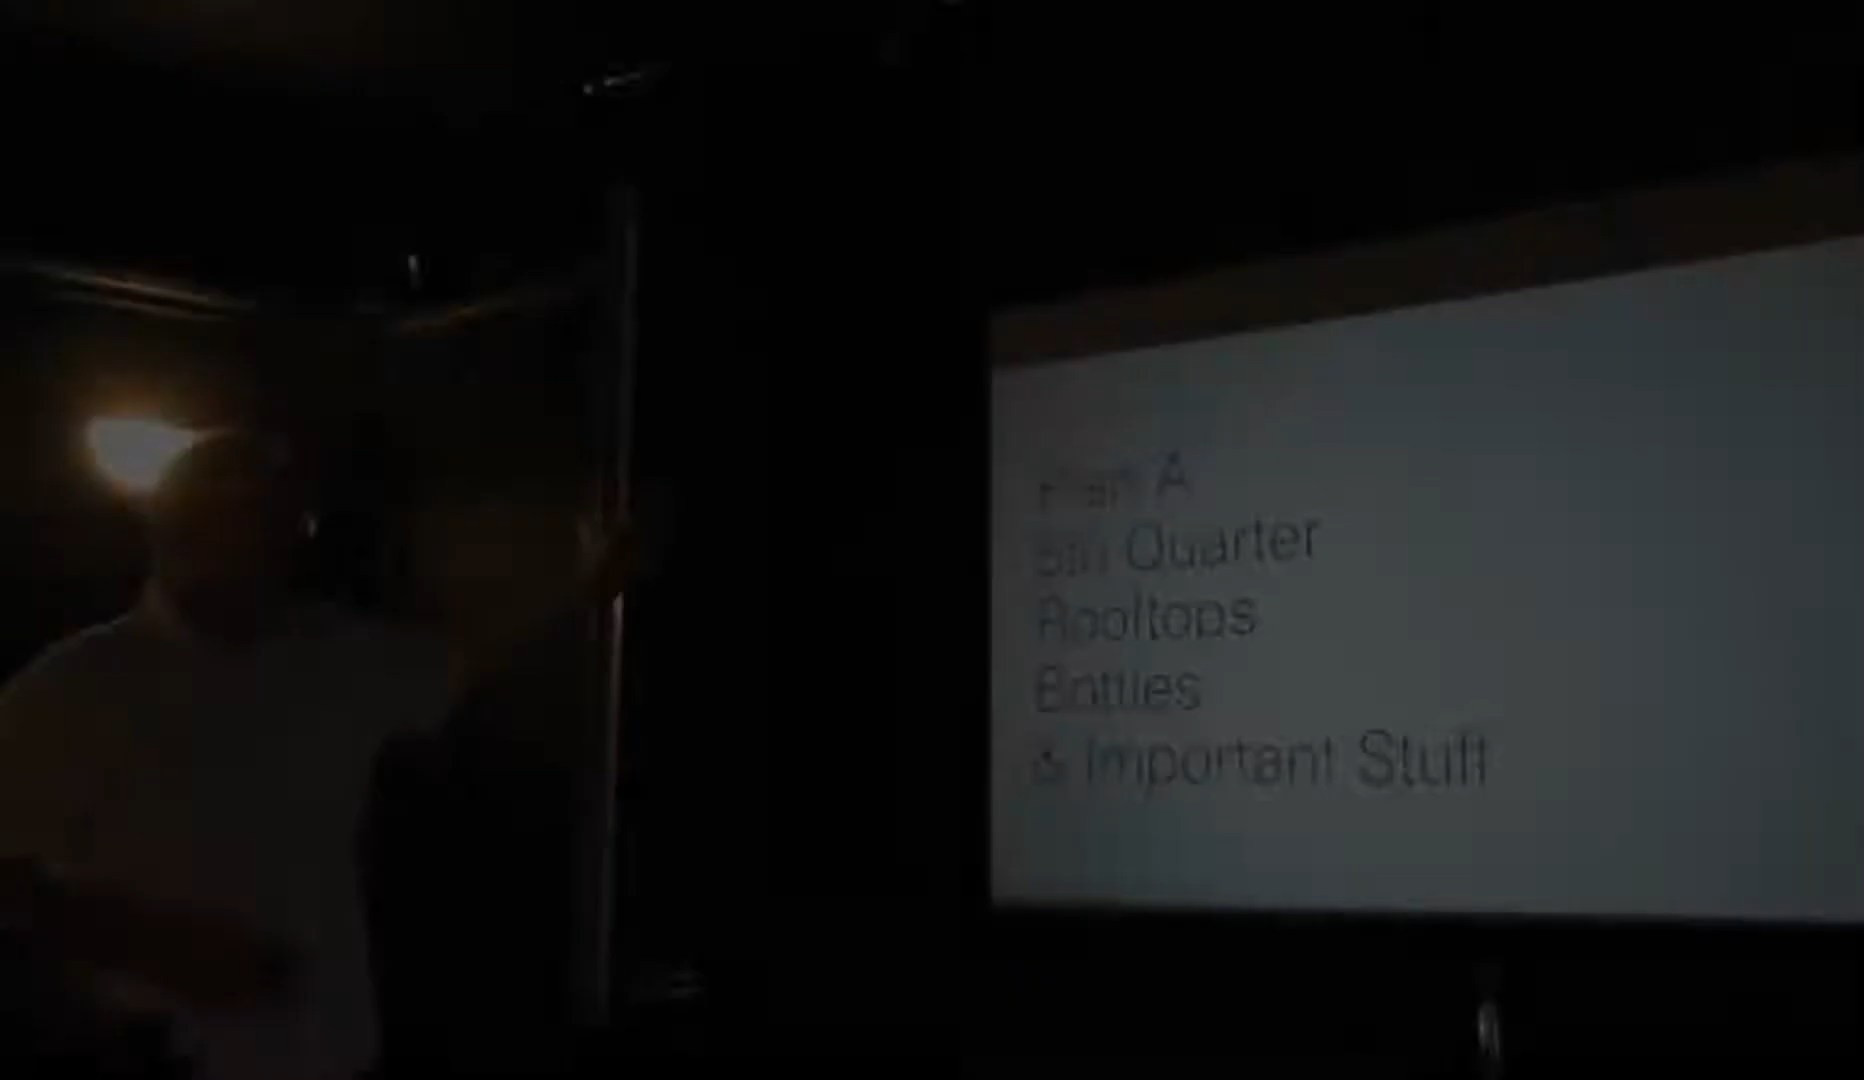 Plan A
5th Quarter
Rooftops
Bottles
& Important Stuff